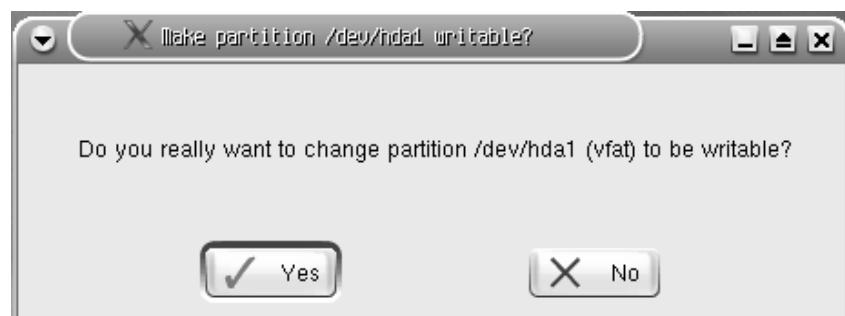 Make partition /dev/hda1 writable?
Do you really want to change partition /dev/hda1 (vfat) to be writable?
Yes No